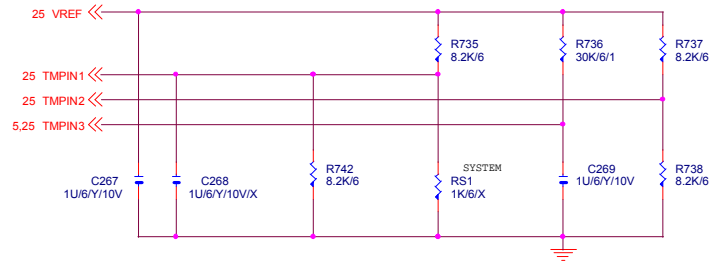 25 VREF
R735
8.2K/6
R736
30K/6/1
R737
8.2K/6
25 TMPIN1
25 TMPIN2
5,25 TMPIN3
C267
1U/6/Y/10V
C268
1U/6/Y/10V/X
R742
8.2K/6
SYSTEM
RS1
1K/6/X
C269
1U/6/Y/10V
R738
8.2K/6